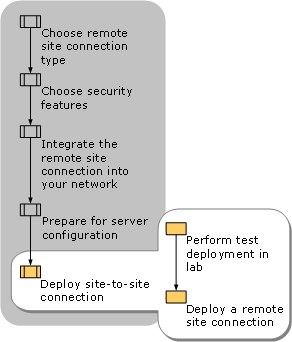 Choose remote
site connection
type
Choose security
features
Integrate the
remote site
connection into
your network
Prepare for server
configuration
Deploy site-to-site
connection
Perform test
deployment in
lab
Deploy a remote
site connection